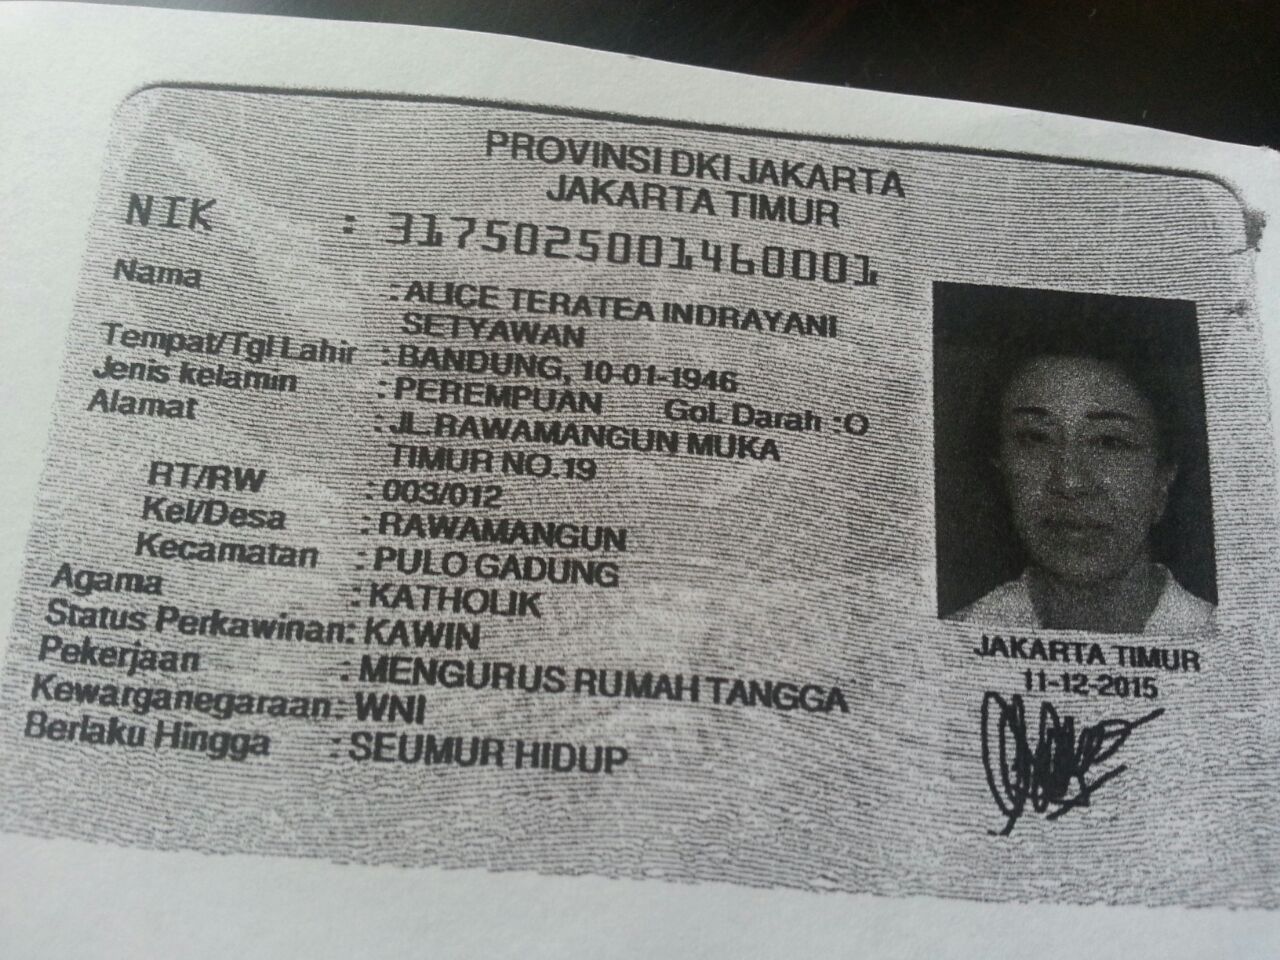 PROVINSI DKI JAKARTA
JAKARTA TIMUR
NIK : 3175025001460001
Nama : ALICE TERATEA INDRAYANI
SETYAWAN
Tempat/Tgl Lahir : BANDUNG, 10-01-1946
Jenis kelamin : PEREMPUAN Gol. Darah : O
Alamat : JL.RAWAMANGUN MUKA
TIMUR NO.19
RT/RW : 003/012
Kel/Desa : RAWAMANGUN
Kecamatan : PULO GADUNG
Agama : KATHOLIK
Status Perkawinan: KAWIN
Pekerjaan : MENGURUS RUMAH TANGGA
Kewarganegaraan: WNI
Berlaku Hingga : SEUMUR HIDUP
JAKARTA TIMUR
11-12-2015